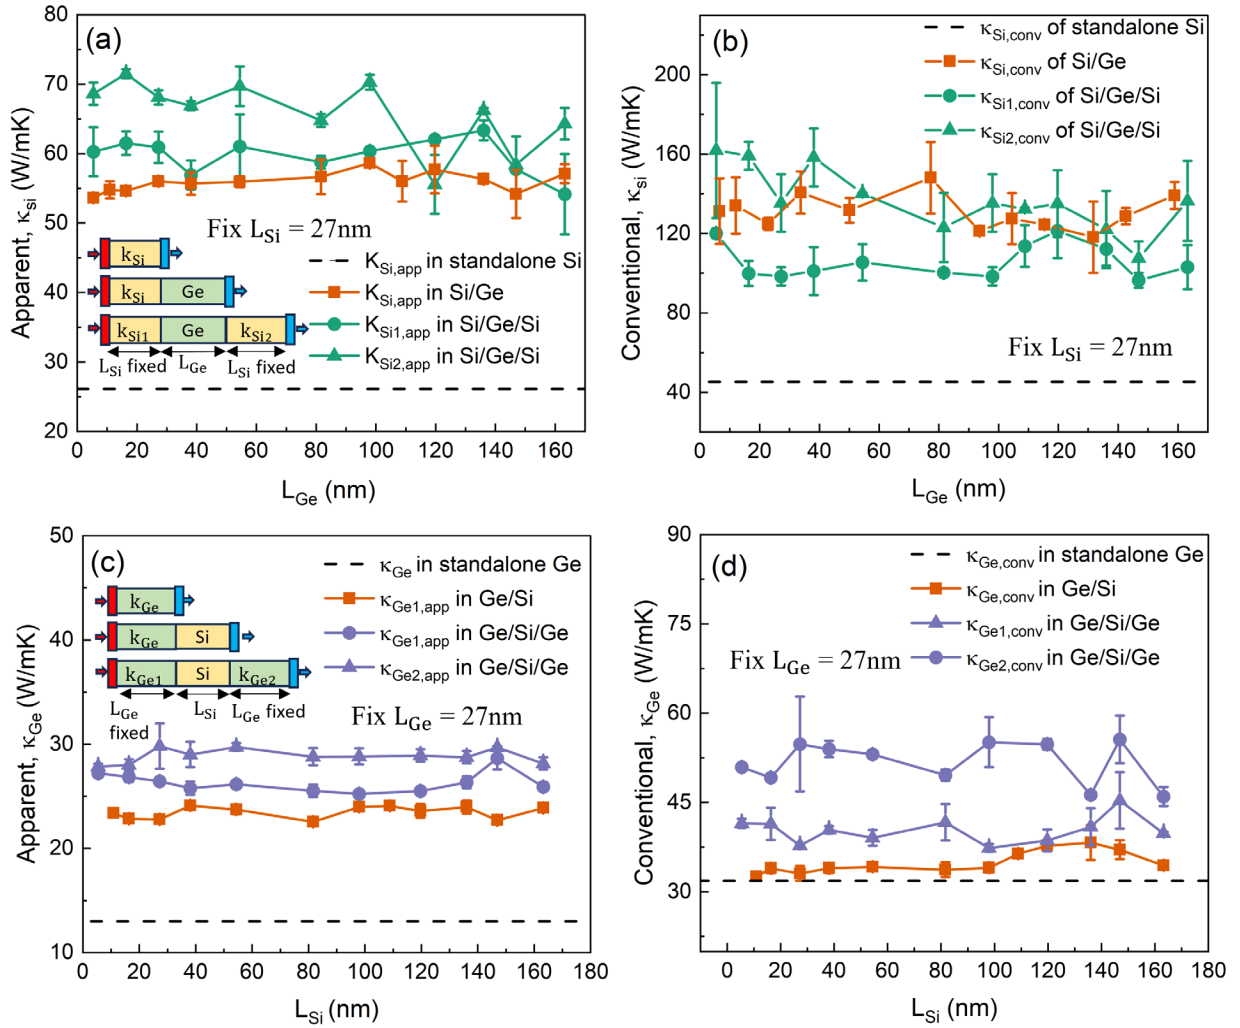 (a)
80
70
60
50
40
30
20
Apparent, κSi (W/mK)
Fix LSi = 27nm
kSi
kSi Ge
kSi1 Ge kSi2
LSi fixed LGe LSi fixed
KSi,app in standalone Si
KSi,app in Si/Ge
KSi1,app in Si/Ge/Si
KSi2,app in Si/Ge/Si
0 20 40 60 80 100 120 140 160
LGe (nm)
(b)
200
160
120
80
40
Conventional, κsi (W/mK)
κSi,conv of standalone Si
κSi,conv of Si/Ge
κSi1,conv of Si/Ge/Si
κSi2,conv of Si/Ge/Si
Fix LSi = 27nm
0 20 40 60 80 100 120 140 160
LGe (nm)
(c)
50
40
30
20
10
Apparent, κGe (W/mK)
κGe in standalone Ge
κGe1,app in Ge/Si
κGe1,app in Ge/Si/Ge
κGe2,app in Ge/Si/Ge
kGe
kGe Si
kGe1 Si kGe2
LGe LSi LGe fixed
fixed
Fix LGe = 27nm
0 20 40 60 80 100 120 140 160 180
LSi (nm)
(d)
90
75
60
45
30
Conventional, κGe (W/mK)
κGe,conv in standalone Ge
κGe,conv in Ge/Si
κGe1,conv in Ge/Si/Ge
κGe2,conv in Ge/Si/Ge
Fix LGe = 27nm
0 20 40 60 80 100 120 140 160 180
LSi (nm)